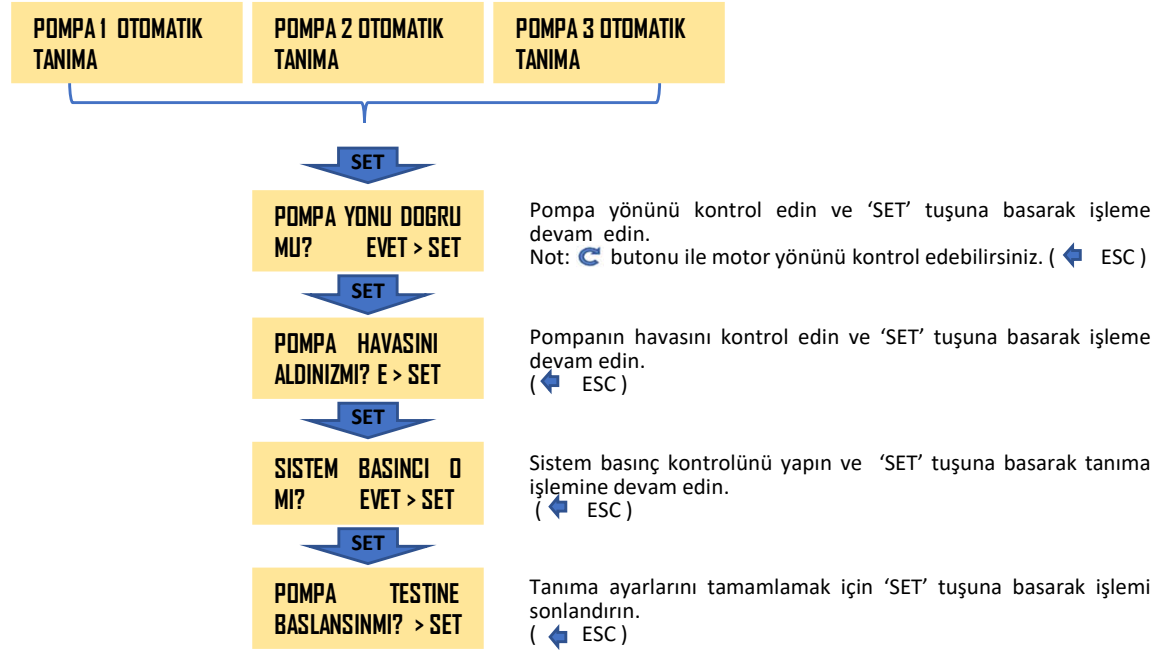 POMPA 1 OTOMATIK
TANIMA
POMPA 2 OTOMATIK
TANIMA
POMPA 3 OTOMATIK
TANIMA
SET
POMPA YONU DOGRU
MU? EVET > SET
Pompa yönünü kontrol edin ve ‘SET’ tuşuna basarak işleme
devam edin.
Not: butonu ile motor yönünü kontrol edebilirsiniz. ( ESC )
SET
POMPA HAVASINI
ALDINIZMI? E > SET
Pompanın havasını kontrol edin ve ‘SET’ tuşuna basarak işleme
devam edin.
( ESC )
SET
SISTEM BASINCI 0
MI? EVET > SET
Sistem basınç kontrolünü yapın ve ‘SET’ tuşuna basarak tanıma
işlemine devam edin.
( ESC )
SET
POMPA TESTINE
BASLANSINMI? > SET
Tanıma ayarlarını tamamlamak için ‘SET’ tuşuna basarak işlemi
sonlandırın.
( ESC )